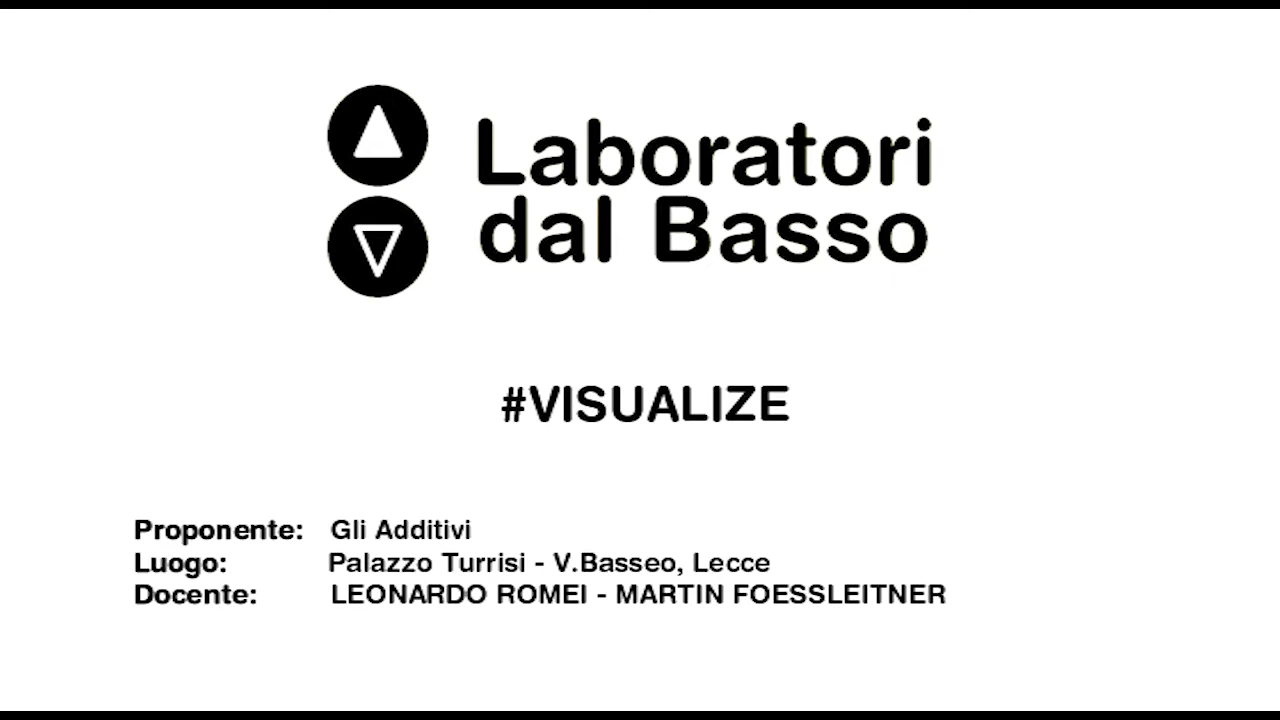 Laboratori
dal Basso
#VISUALIZE
Proponente: Gli Additivi
Luogo: Palazzo Turrisi - V.Basseo, Lecce
Docente: LEONARDO ROMEI - MARTIN FOESSLEITNER